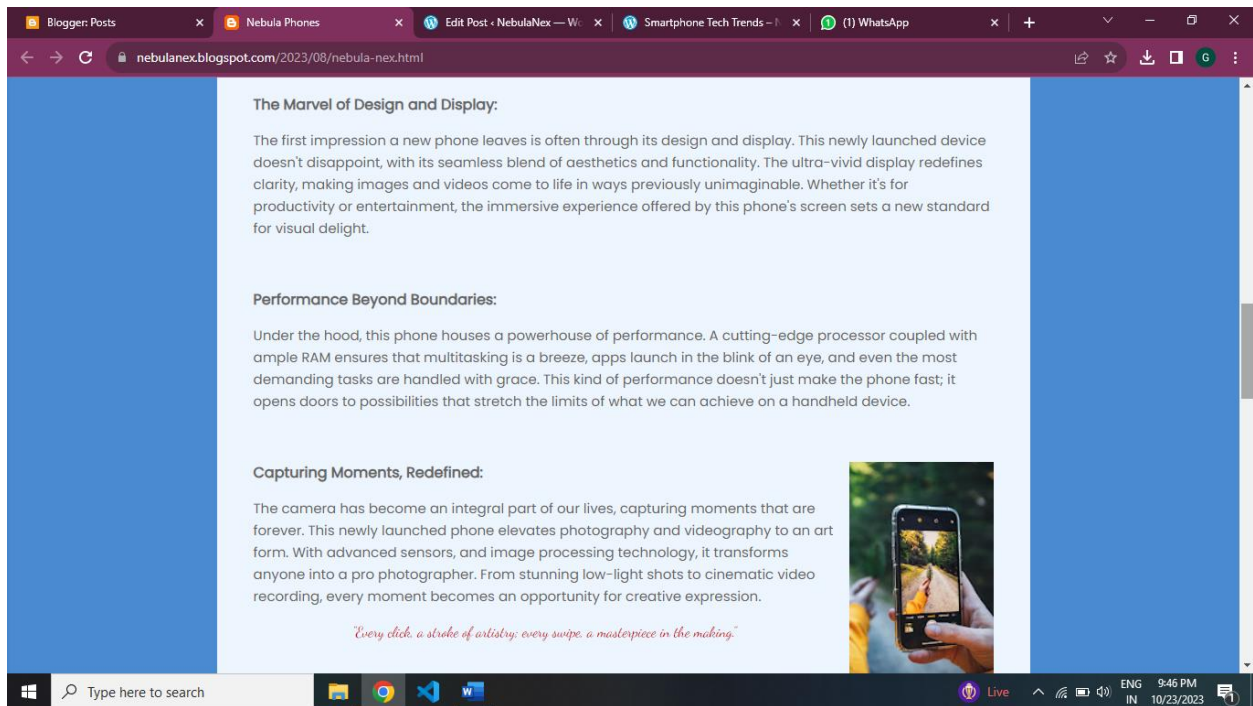 Blogger: Posts
Nebula Phones
Edit Post ‹ NebulaNex — Wo
Smartphone Tech Trends – N
(1) WhatsApp
nebulanex.blogspot.com/2023/08/nebula-nex.html
G
The Marvel of Design and Display:
The first impression a new phone leaves is often through its design and display. This newly launched device
doesn't disappoint, with its seamless blend of aesthetics and functionality. The ultra-vivid display redefines
clarity, making images and videos come to life in ways previously unimaginable. Whether it's for
productivity or entertainment, the immersive experience offered by this phone's screen sets a new standard
for visual delight.
Performance Beyond Boundaries:
Under the hood, this phone houses a powerhouse of performance. A cutting-edge processor coupled with
ample RAM ensures that multitasking is a breeze, apps launch in the blink of an eye, and even the most
demanding tasks are handled with grace. This kind of performance doesn't just make the phone fast; it
opens doors to possibilities that stretch the limits of what we can achieve on a handheld device.
Capturing Moments, Redefined:
The camera has become an integral part of our lives, capturing moments that are
forever. This newly launched phone elevates photography and videography to an art
form. With advanced sensors, and image processing technology, it transforms
anyone into a pro photographer. From stunning low-light shots to cinematic video
recording, every moment becomes an opportunity for creative expression.
"Every click, a stroke of artistry; every swipe, a masterpiece in the making."
Type here to search
Live
ENG
IN
9:46 PM
10/23/2023
1